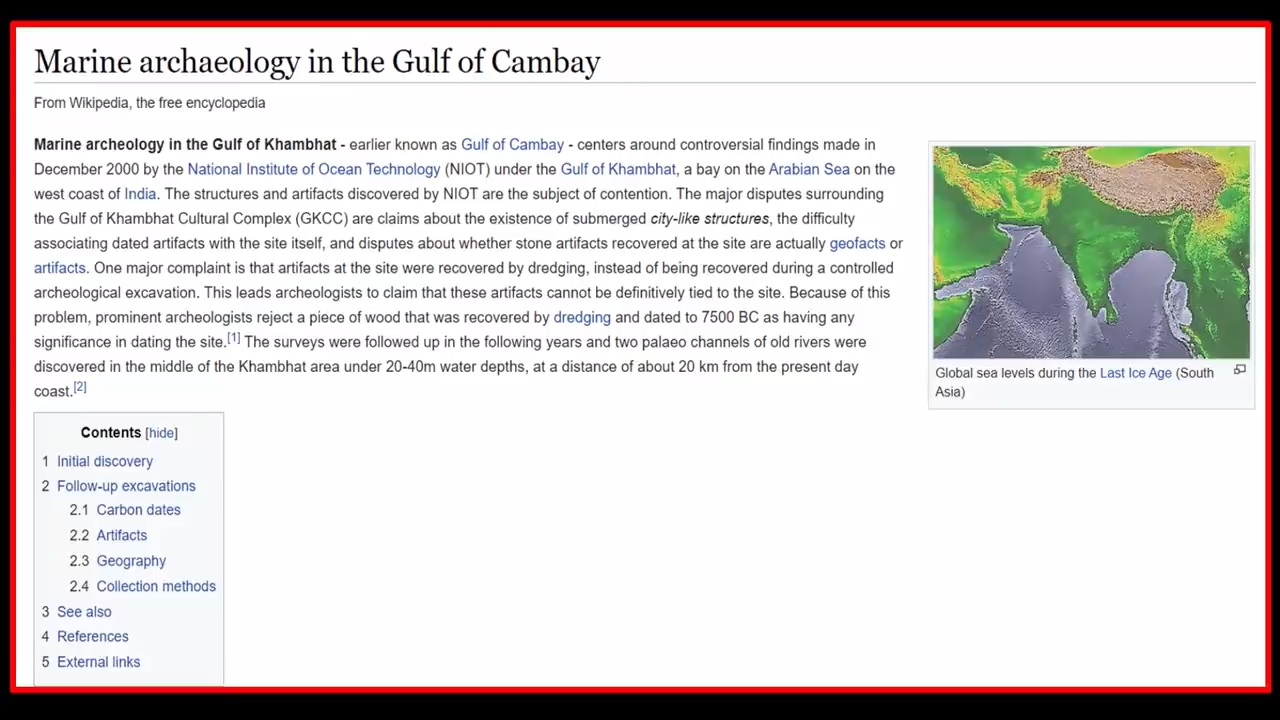 Marine archaeology in the Gulf of Cambay
From Wikipedia, the free encyclopedia
Marine archeology in the Gulf of Khambhat - earlier known as Gulf of Cambay - centers around controversial findings made in
December 2000 by the National Institute of Ocean Technology (NIOT) under the Gulf of Khambhat, a bay on the Arabian Sea on the
west coast of India. The structures and artifacts discovered by NIOT are the subject of contention. The major disputes surrounding
the Gulf of Khambhat Cultural Complex (GKCC) are claims about the existence of submerged city-like structures, the difficulty
associating dated artifacts with the site itself, and disputes about whether stone artifacts recovered at the site are actually geofacts or
artifacts. One major complaint is that artifacts at the site were recovered by dredging, instead of being recovered during a controlled
archeological excavation. This leads archeologists to claim that these artifacts cannot be definitively tied to the site. Because of this
problem, prominent archeologists reject a piece of wood that was recovered by dredging and dated to 7500 BC as having any
significance in dating the site.[1] The surveys were followed up in the following years and two palaeo channels of old rivers were
discovered in the middle of the Khambhat area under 20-40m water depths, at a distance of about 20 km from the present day
coast.[2]
Global sea levels during the Last Ice Age (South
Asia)
Contents [hide]
1 Initial discovery
2 Follow-up excavations
2.1 Carbon dates
2.2 Artifacts
2.3 Geography
2.4 Collection methods
3 See also
4 References
5 External links